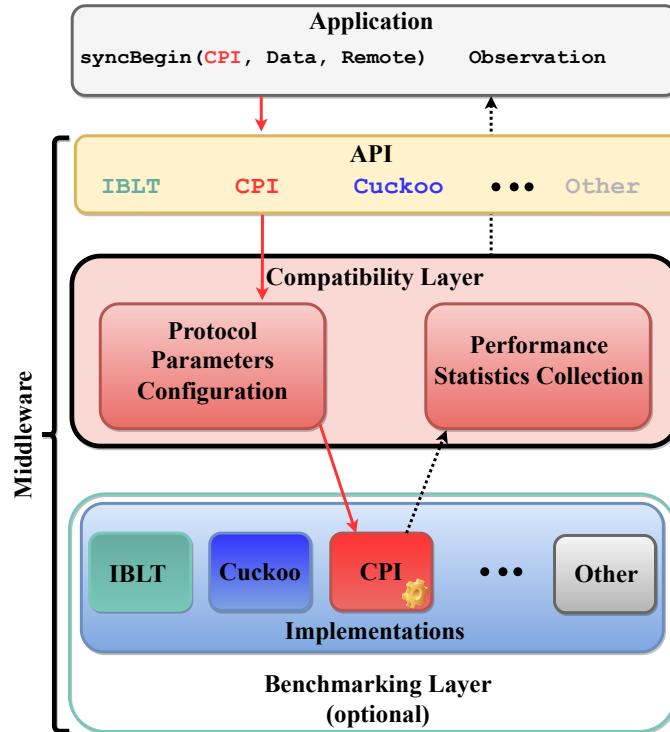 Application
syncBegin(CPI, Data, Remote) Observation
API
IBLT CPI Cuckoo ••• Other
Compatibility Layer
Protocol
Parameters
Configuration
Performance
Statistics Collection
Middleware
IBLT Cuckoo CPI ••• Other
Implementations
Benchmarking Layer
(optional)